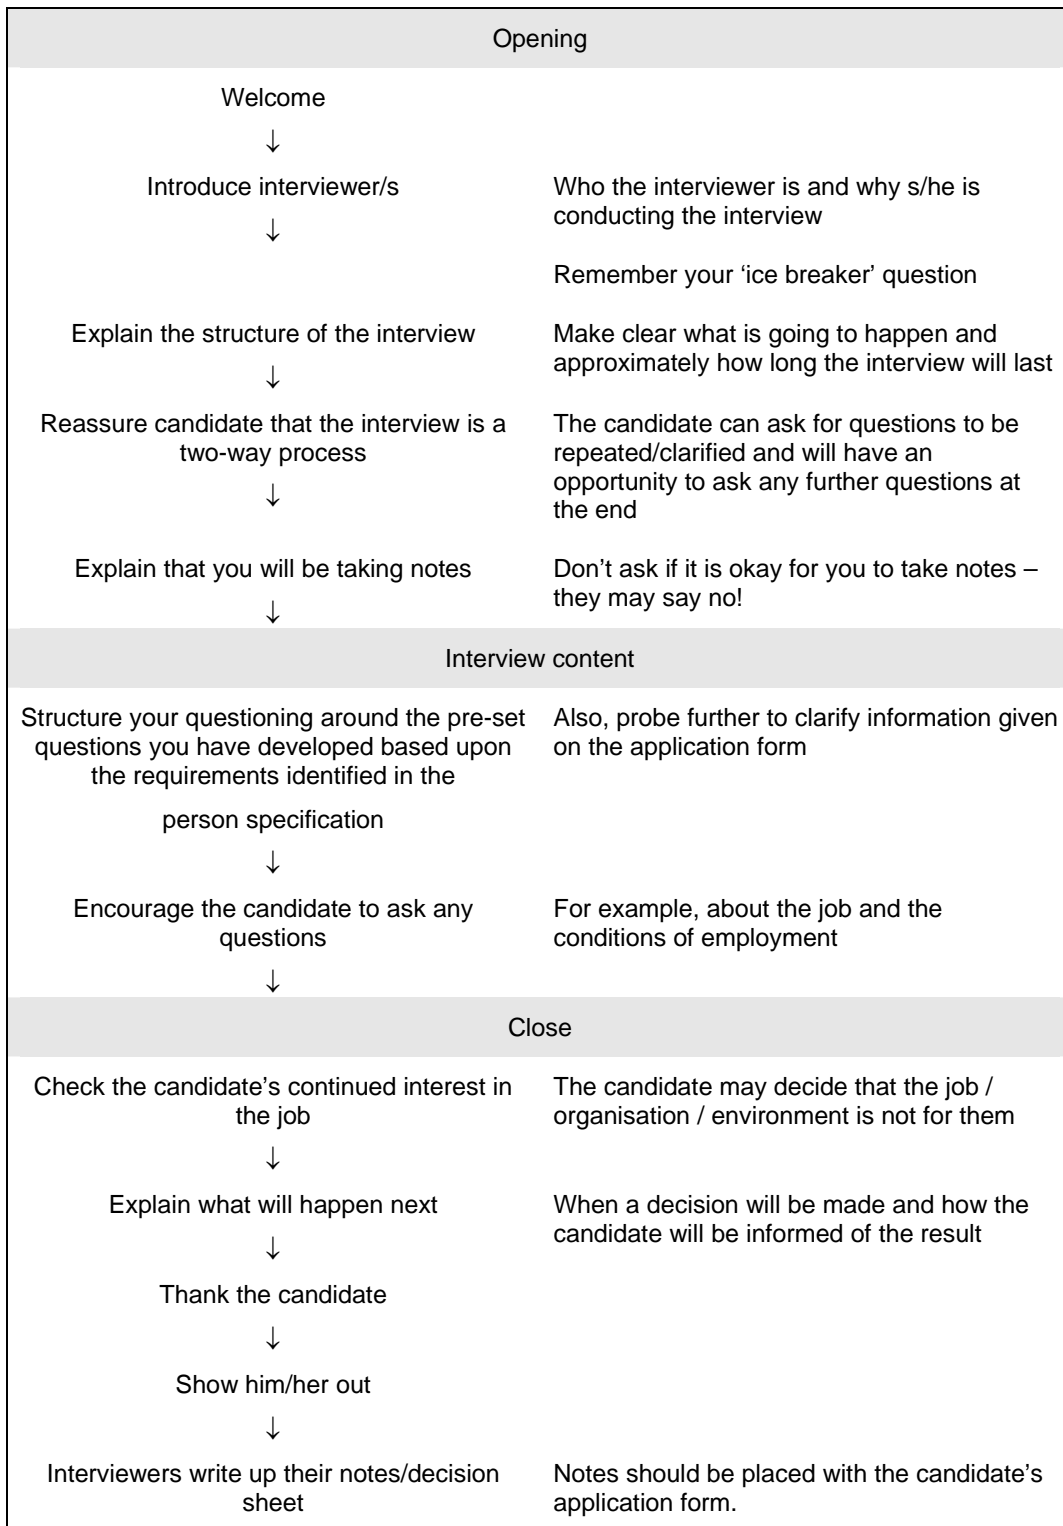 Opening
Welcome
↓
Introduce interviewer/s
Who the interviewer is and why s/he is
conducting the interview
↓
Remember your ‘ice breaker’ question
Explain the structure of the interview
Make clear what is going to happen and
approximately how long the interview will last
↓
Reassure candidate that the interview is a
two-way process
The candidate can ask for questions to be
repeated/clarified and will have an
opportunity to ask any further questions at
the end
↓
Explain that you will be taking notes
Don’t ask if it is okay for you to take notes –
they may say no!
↓
Interview content
Structure your questioning around the pre-set
questions you have developed based upon
the requirements identified in the
person specification
Also, probe further to clarify information given
on the application form
↓
Encourage the candidate to ask any
questions
For example, about the job and the
conditions of employment
↓
Close
Check the candidate’s continued interest in
the job
The candidate may decide that the job /
organisation / environment is not for them
↓
Explain what will happen next
When a decision will be made and how the
candidate will be informed of the result
↓
Thank the candidate
↓
Show him/her out
↓
Interviewers write up their notes/decision
sheet
Notes should be placed with the candidate’s
application form.